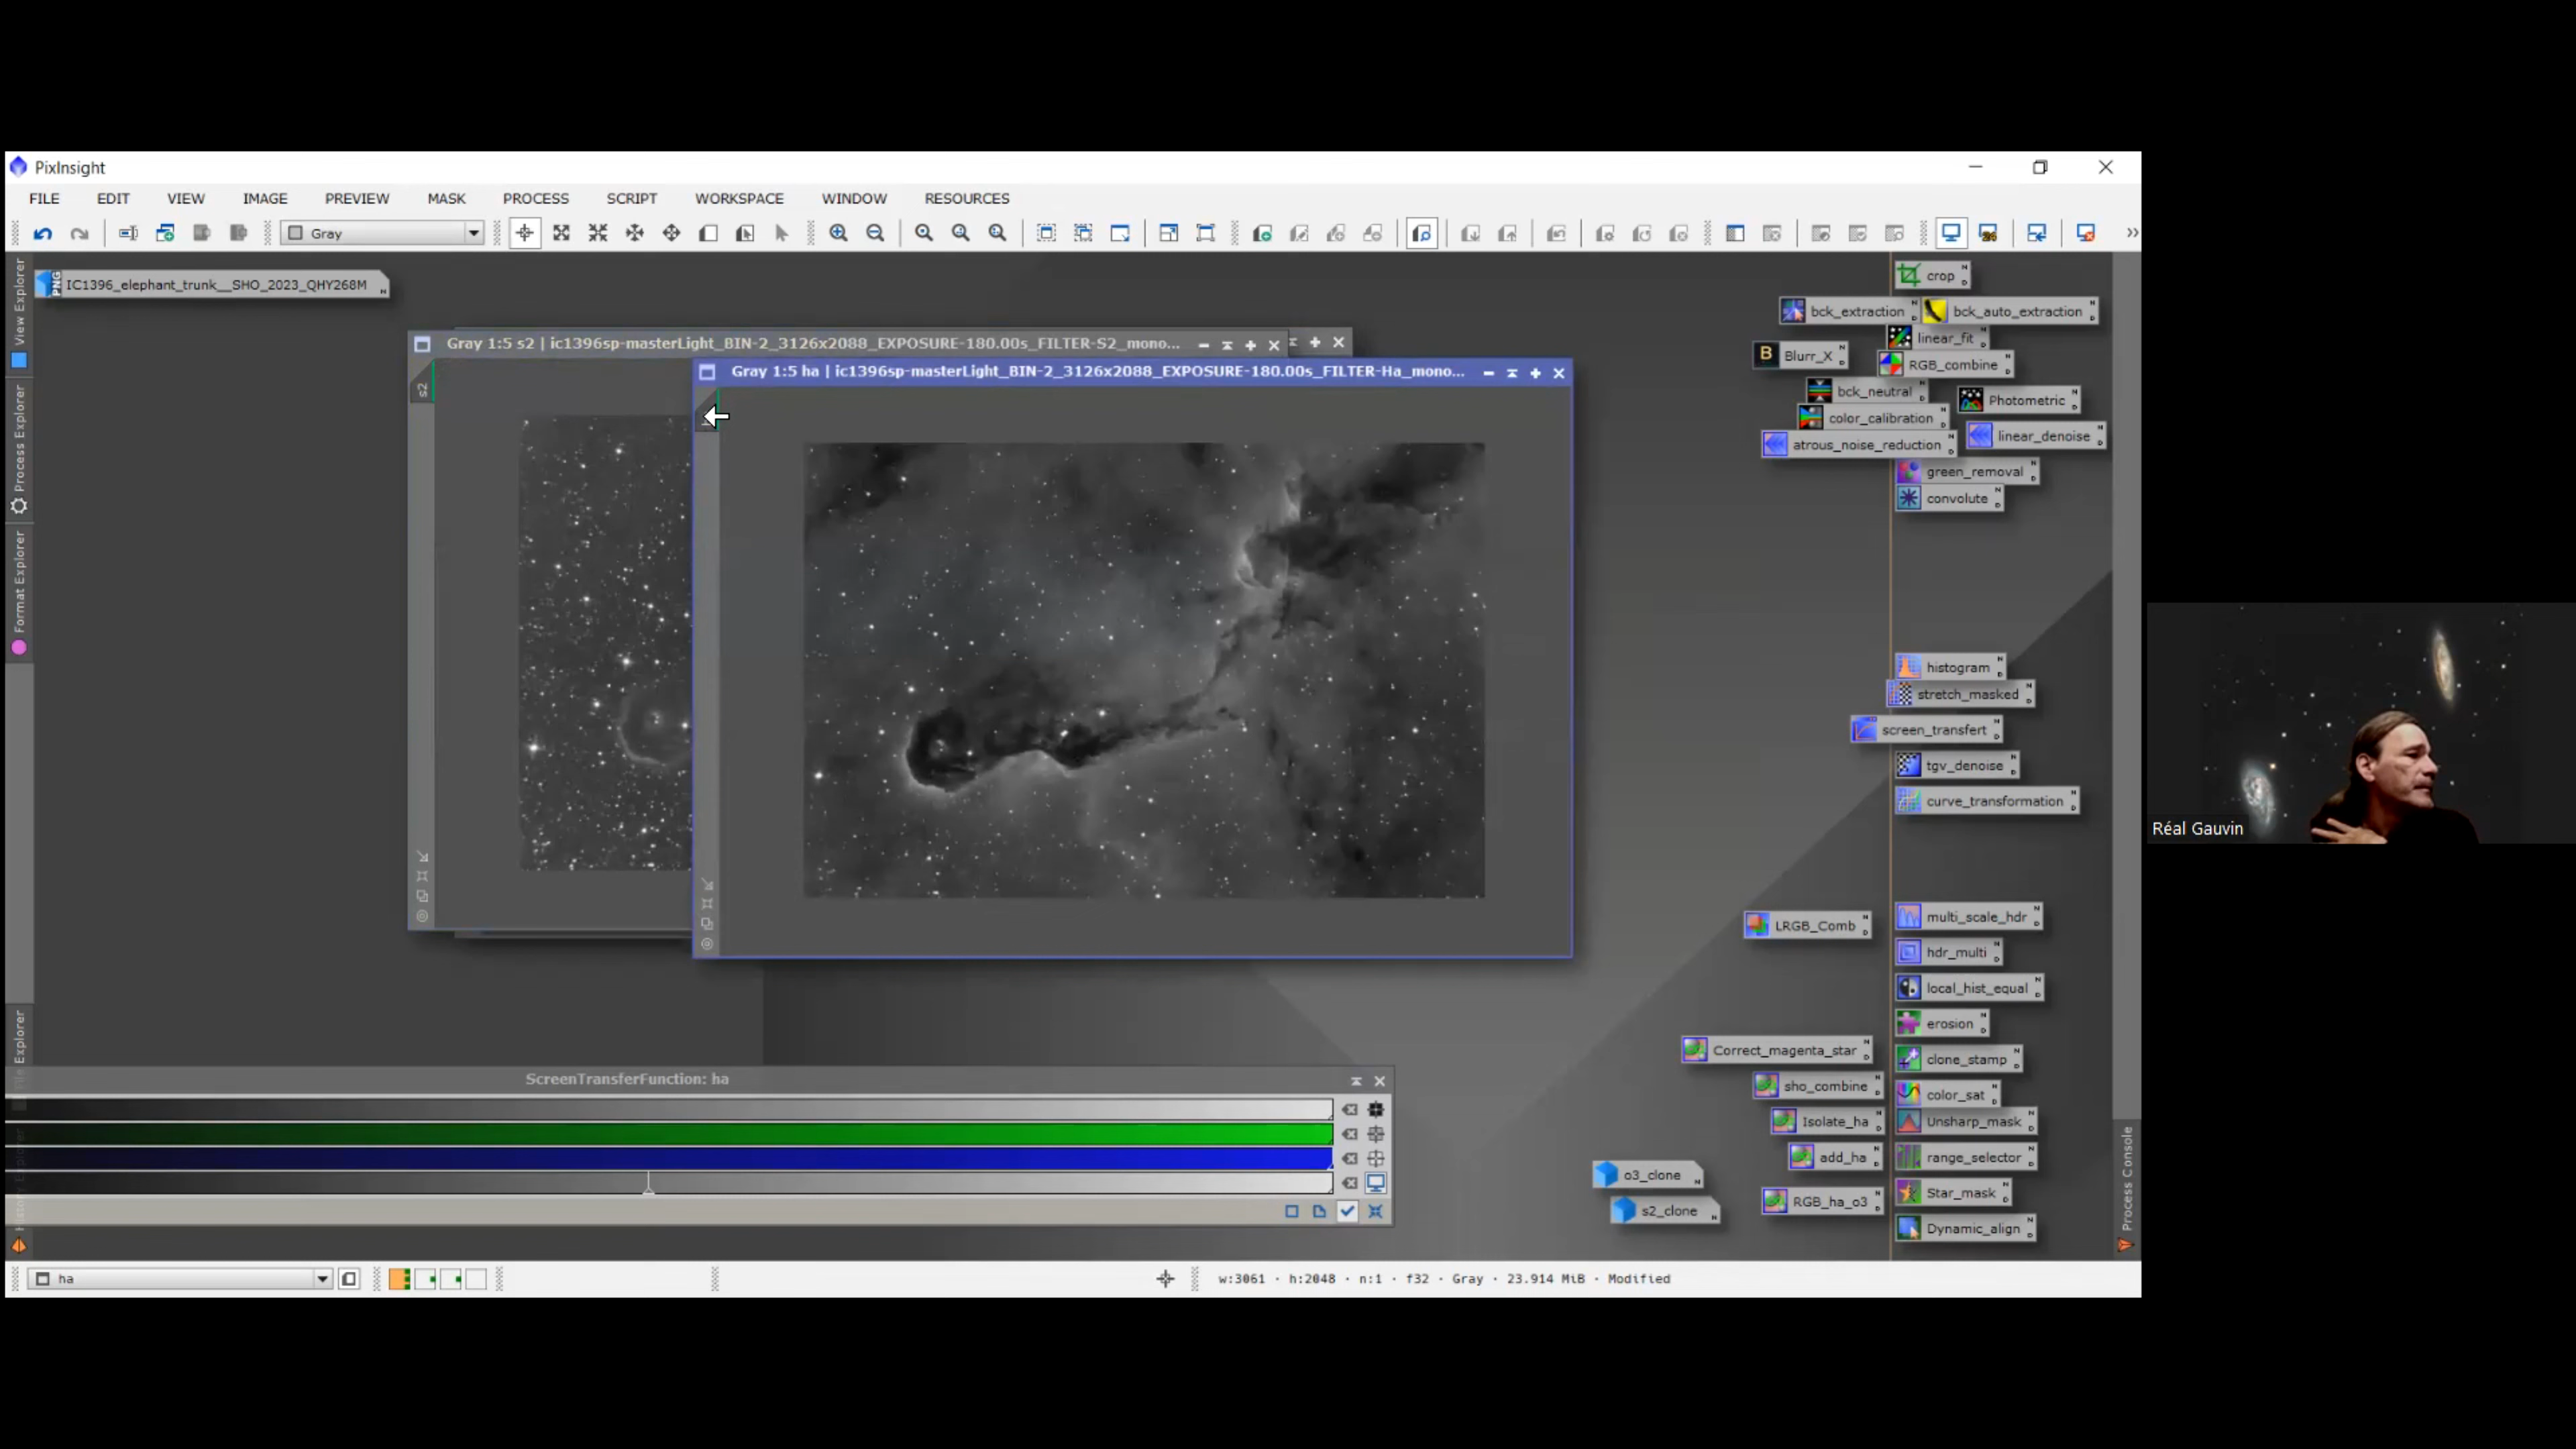 PixInsight
FILE EDIT VIEW IMAGE PREVIEW MASK PROCESS SCRIPT WORKSPACE WINDOW RESOURCES
Gray
View Explorer
Process Explorer
Format Explorer
File Explorer
PNG
IC1396_elephant_trunk__SHO_2023_QHY268M
Gray 1:5 s2 | ic1396sp-masterLight_BIN-2_3126x2088_EXPOSURE-180.00s_FILTER-S2_mono...
s2
Gray 1:5 ha | ic1396sp-masterLight_BIN-2_3126x2088_EXPOSURE-180.00s_FILTER-Ha_mono...
crop
bck_extraction
bck_auto_extraction
linear_fit
B Blurr_X
RGB_combine
bck_neutral
Photometric
color_calibration
linear_denoise
atrous_noise_reduction
green_removal
convolute
histogram
stretch_masked
screen_transfert
tgv_denoise
curve_transformation
Réal Gauvin
multi_scale_hdr
LRGB_Comb
hdr_multi
local_hist_equal
erosion
Correct_magenta_star
clone_stamp
sho_combine
color_sat
Isolate_ha
Unsharp_mask
add_ha
range_selector
o3_clone
Star_mask
RGB_ha_o3
s2_clone
Dynamic_align
Process Console
ScreenTransferFunction: ha
ha
w:3061 · h:2048 · n:1 · f32 · Gray · 23.914 MiB · Modified